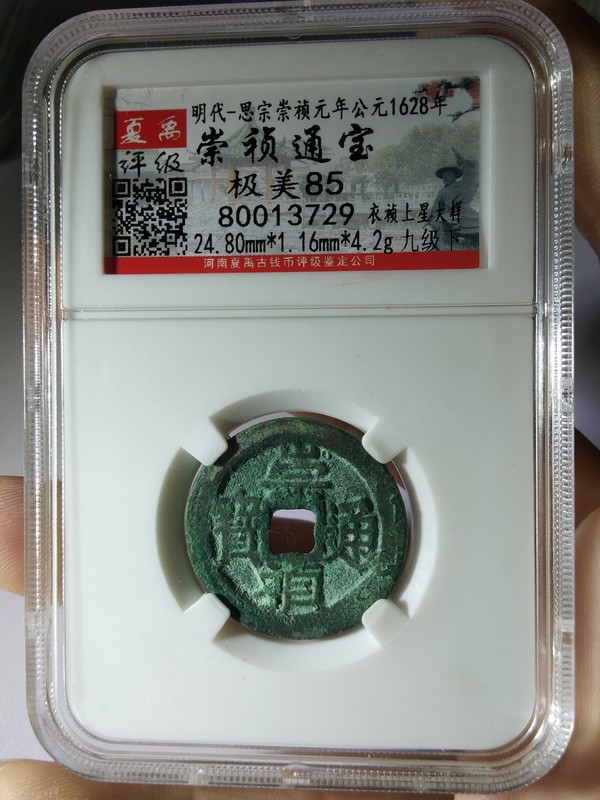 夏禹
评级
明代-思宗崇祯元年公元1628年
崇祯通宝
极美85
80013729 衣祯上星大样
24.80mm*1.16mm*4.2g 九级下
河南夏禹古钱币评级鉴定公司
崇
寶 通
禎